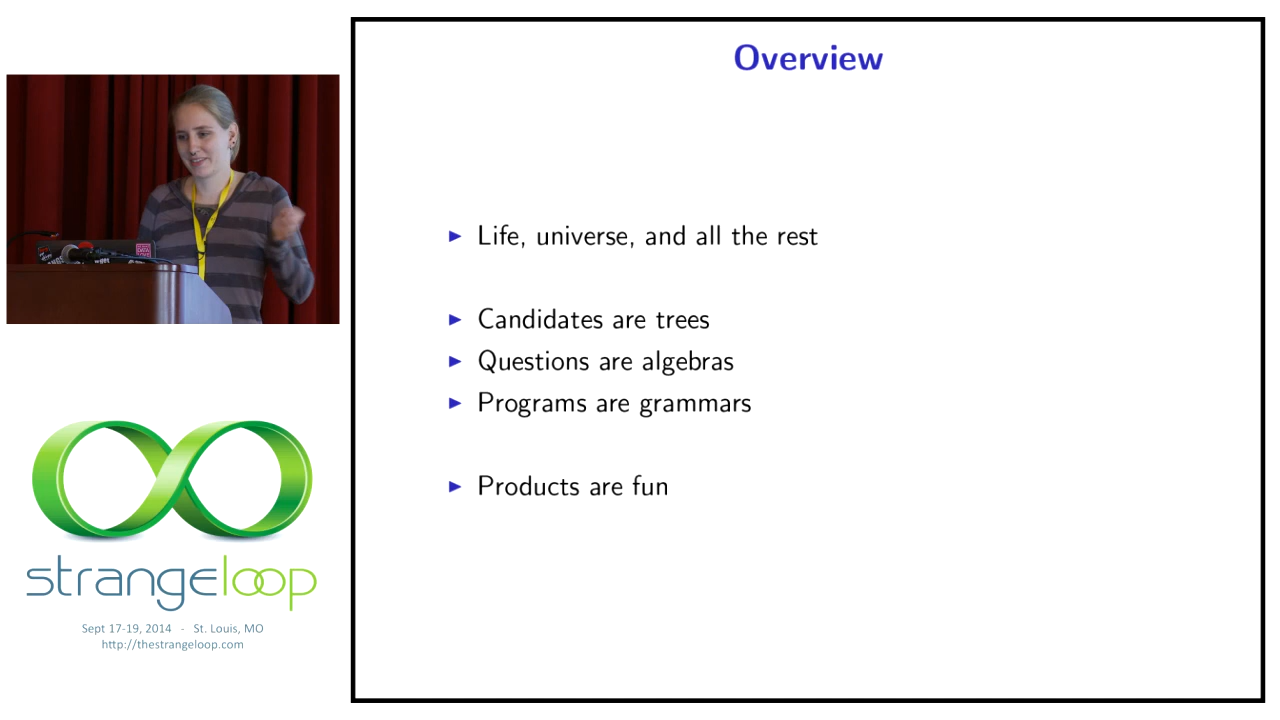 Overview
Life, universe, and all the rest
Candidates are trees
Questions are algebras
Programs are grammars
Products are fun
strangeloop
Sept 17-19, 2014 - St. Louis, MO
http://thestrangeloop.com